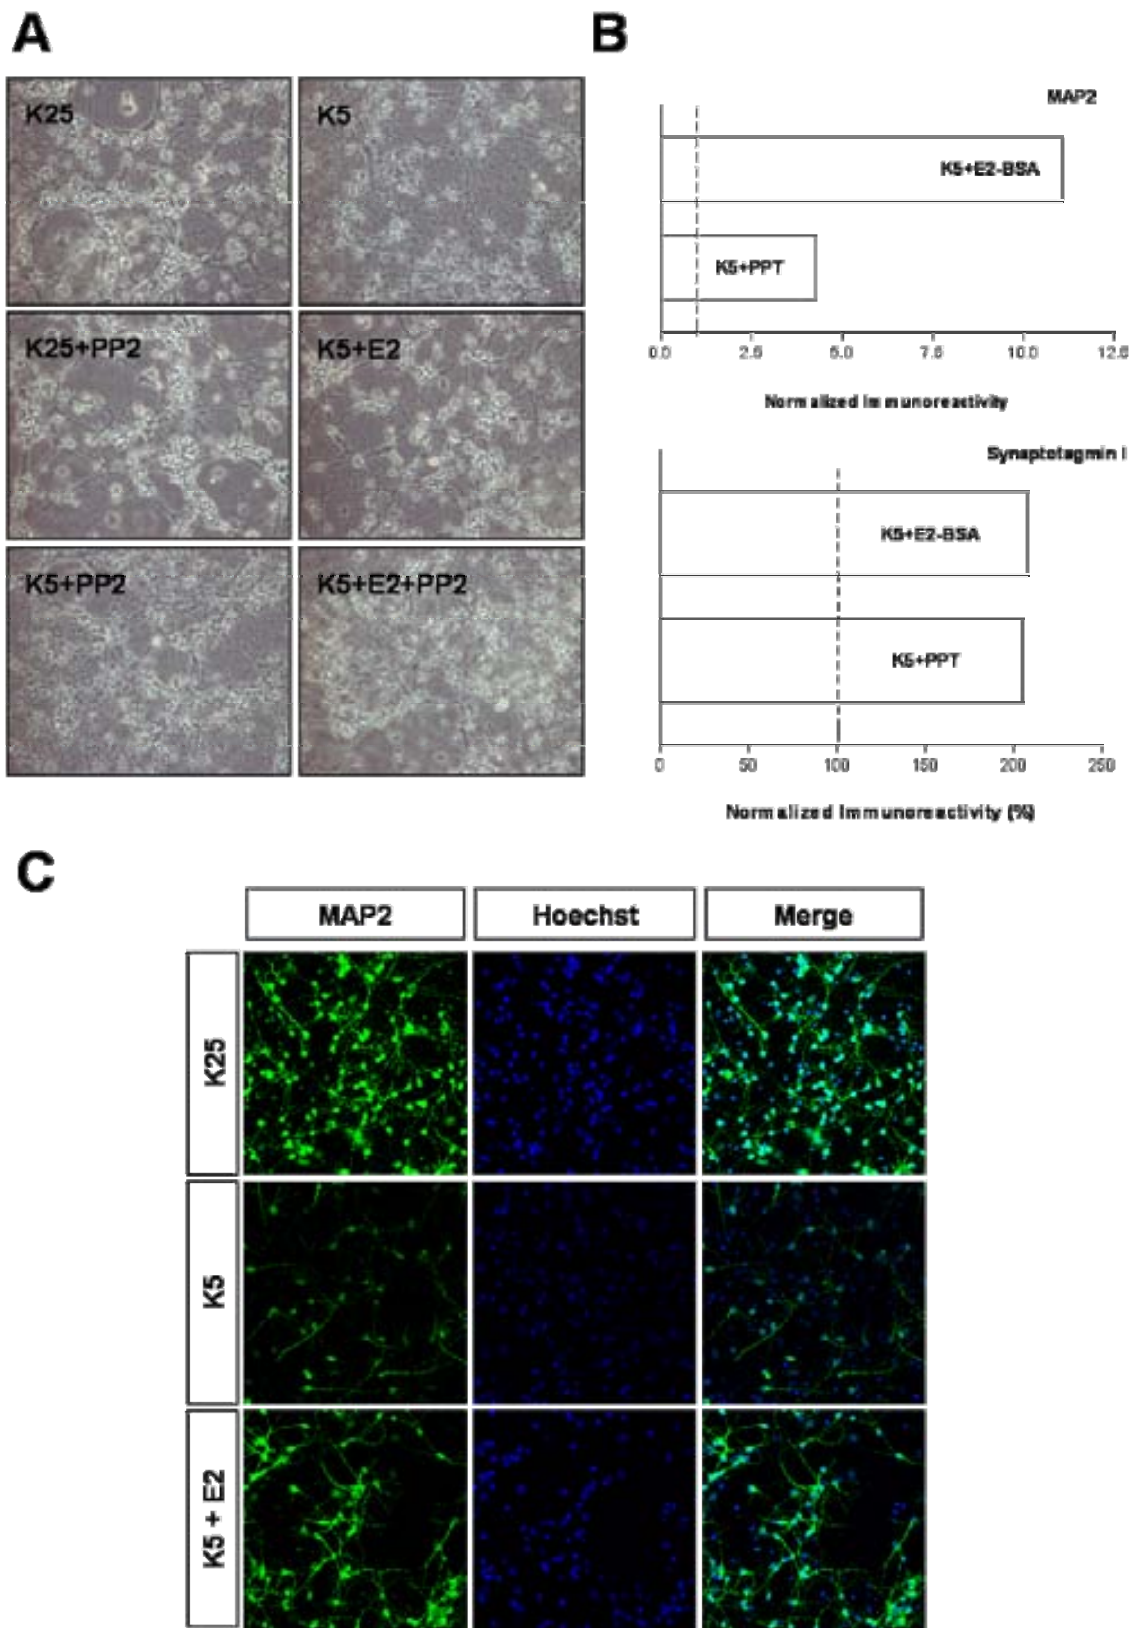 A
K25
K5
K25+PP2
K5+E2
K5+PP2
K5+E2+PP2
B
MAP2
K5+E2-BSA
K5+PPT
0.0 2.5 5.0 7.5 10.0 12.5
Normalized Immunoreactivity
Synaptotagmin I
K5+E2-BSA
K5+PPT
0 50 100 150 200 250
Normalized Immunoreactivity (%)
C
MAP2 Hoechst Merge
K25
K5
K5 + E2